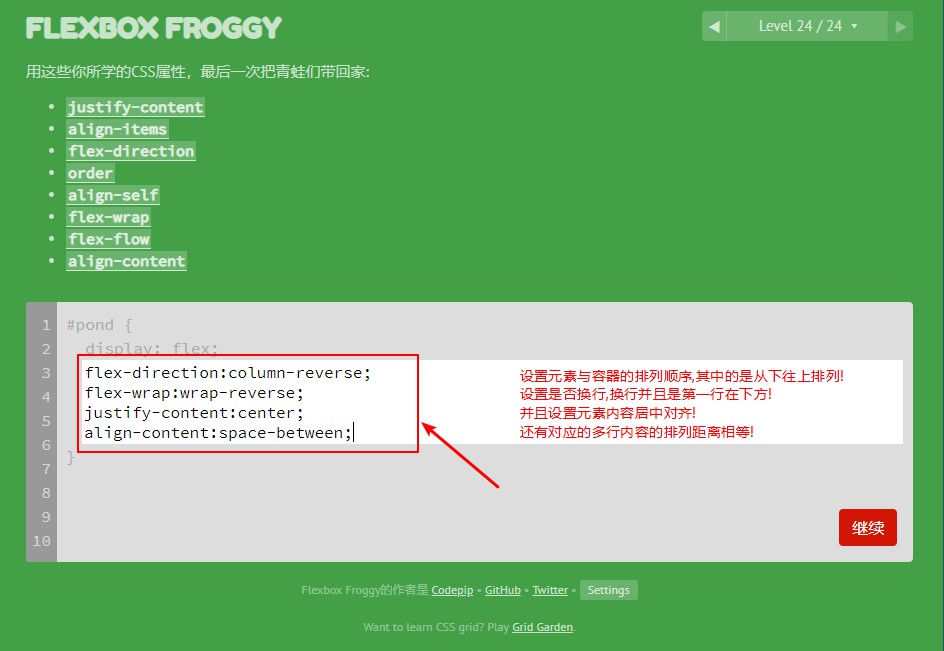 FLEXBOX FROGGY
◀ Level 24 / 24 ▾ ▶
用这些你所学的CSS属性，最后一次把青蛙们带回家:
• justify-content
• align-items
• flex-direction
• order
• align-self
• flex-wrap
• flex-flow
• align-content
1 #pond {
2 display: flex;
3 flex-direction:column-reverse; 设置元素与容器的排列顺序,其中的是从下往上排列!
4 flex-wrap:wrap-reverse; 设置是否换行,换行并且是第一行在下方!
5 justify-content:center; 并且设置元素内容居中对齐!
6 align-content:space-between; 还有对应的多行内容的排列距离相等!
7 }
8
9
10
继续
Flexbox Froggy的作者是 Codepip • GitHub • Twitter • Settings
Want to learn CSS grid? Play Grid Garden.